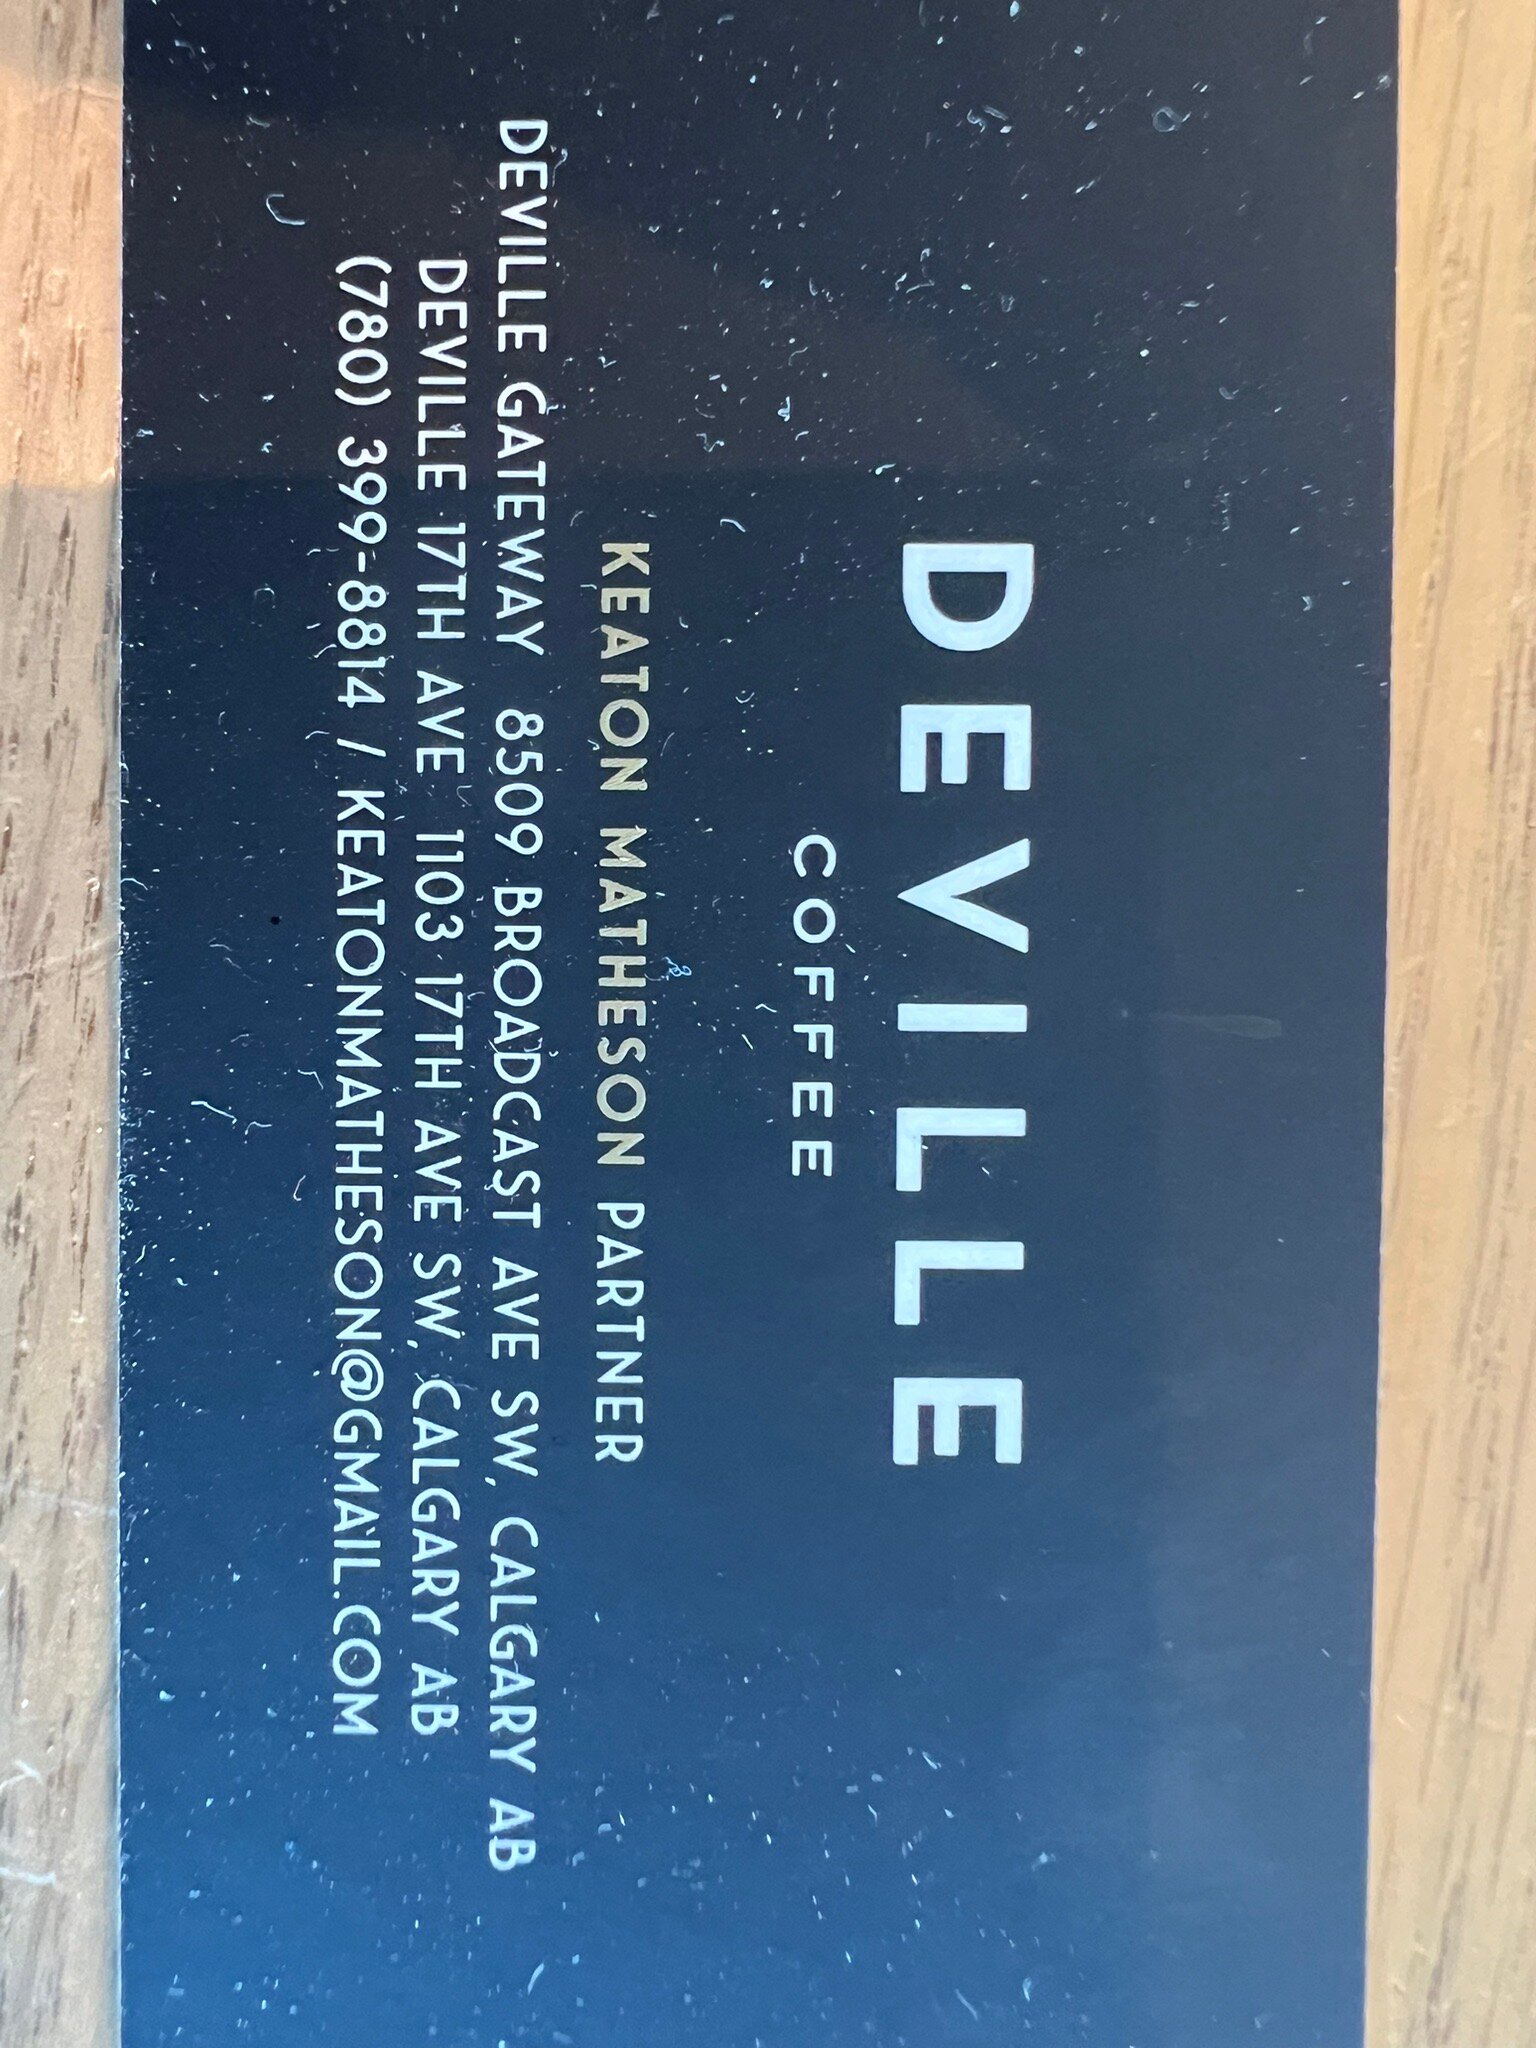 DEVILLE
COFFEE
KEATON MATHESON PARTNER
DEVILLE GATEWAY 8509 BROADCAST AVE SW, CALGARY AB
DEVILLE 17TH AVE 1103 17TH AVE SW, CALGARY AB
(780) 399-8814 / KEATONMATHESON@GMAIL.COM